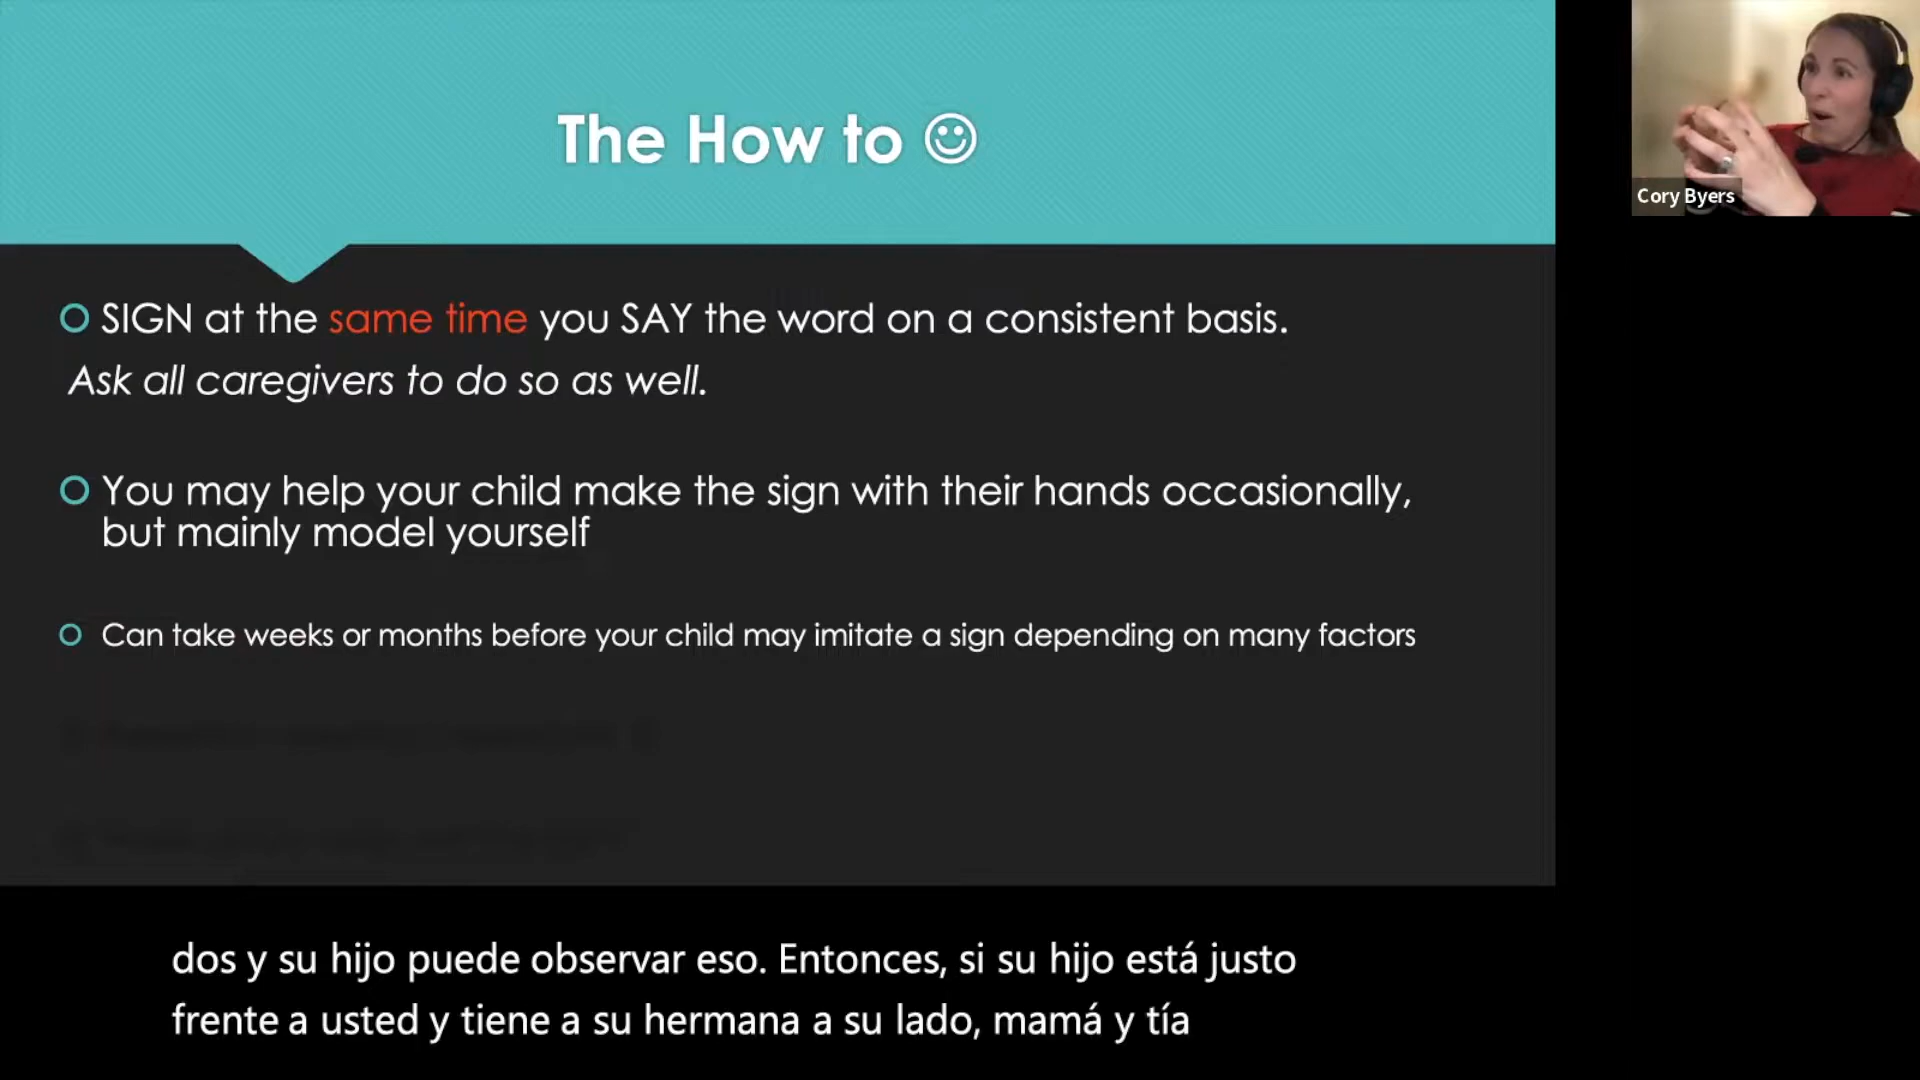 The How to ☺
SIGN at the same time you SAY the word on a consistent basis.
Ask all caregivers to do so as well.
You may help your child make the sign with their hands occasionally,
but mainly model yourself
Can take weeks or months before your child may imitate a sign depending on many factors
Cory Byers
dos y su hijo puede observar eso. Entonces, si su hijo está justo
frente a usted y tiene a su hermana a su lado, mamá y tía